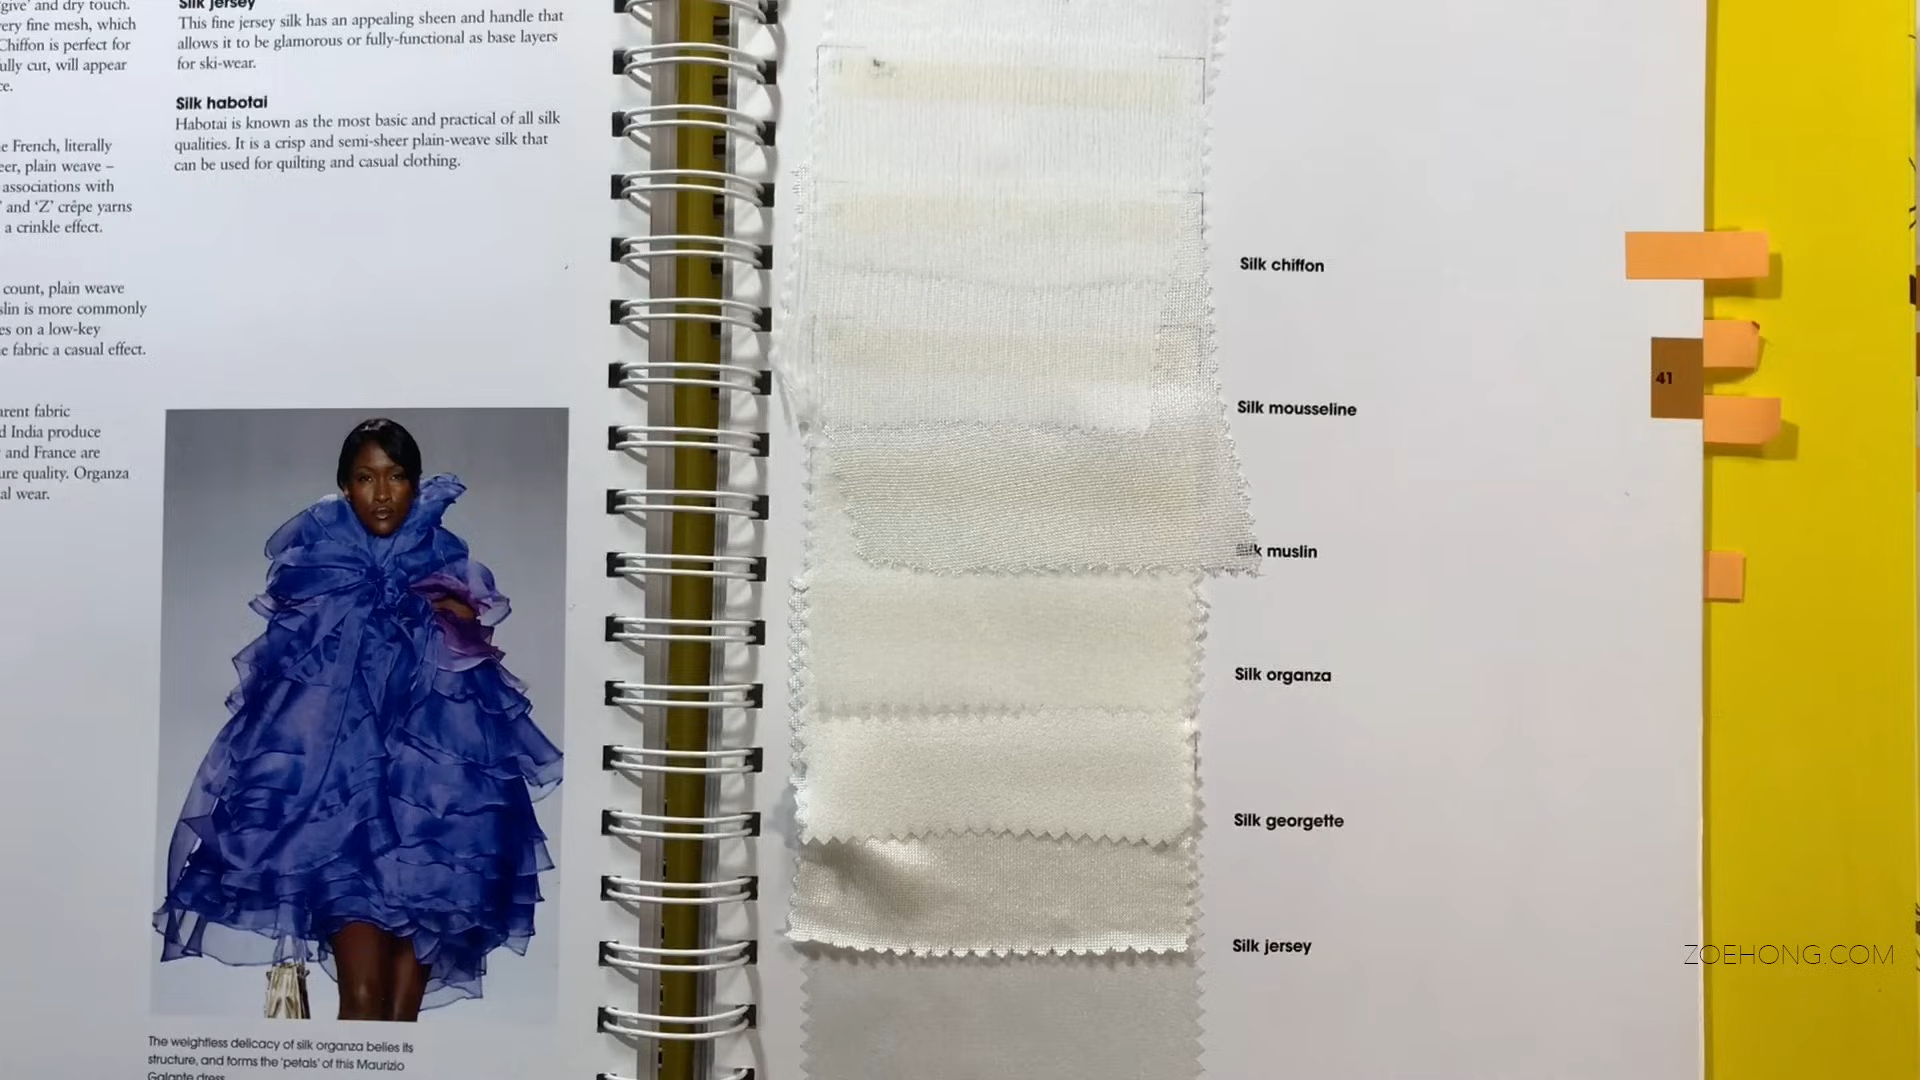 give' and dry touch.
ery fine mesh, which
Chiffon is perfect for
ully cut, will appear
ce.
e French, literally
eer, plain weave –
associations with
' and 'Z' crêpe yarns
a crinkle effect.
count, plain weave
slin is more commonly
es on a low-key
e fabric a casual effect.
arent fabric
d India produce
and France are
ure quality. Organza
al wear.
Silk jersey
This fine jersey silk has an appealing sheen and handle that
allows it to be glamorous or fully-functional as base layers
for ski-wear.
Silk habotai
Habotai is known as the most basic and practical of all silk
qualities. It is a crisp and semi-sheer plain-weave silk that
can be used for quilting and casual clothing.
The weightless delicacy of silk organza belies its
structure, and forms the 'petals' of this Maurizio
Galante dress
Silk chiffon
Silk mousseline
muslin
Silk organza
Silk georgette
Silk jersey
41
ZOEHONG.COM